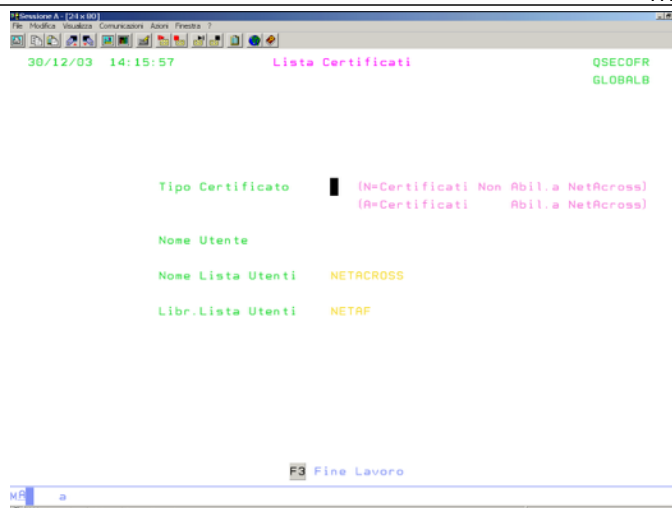 Sessione A - [24 x 80]
File Modifica Visualizza Comunicazioni Azioni Finestra ?
30/12/03 14:15:57 Lista Certificati QSECOFR
GLOBALB
Tipo Certificato (N=Certificati Non Abil.a NetAcross)
(A=Certificati Abil.a NetAcross)
Nome Utente
Nome Lista Utenti NETACROSS
Libr.Lista Utenti NETAF
F3 Fine Lavoro
MA a